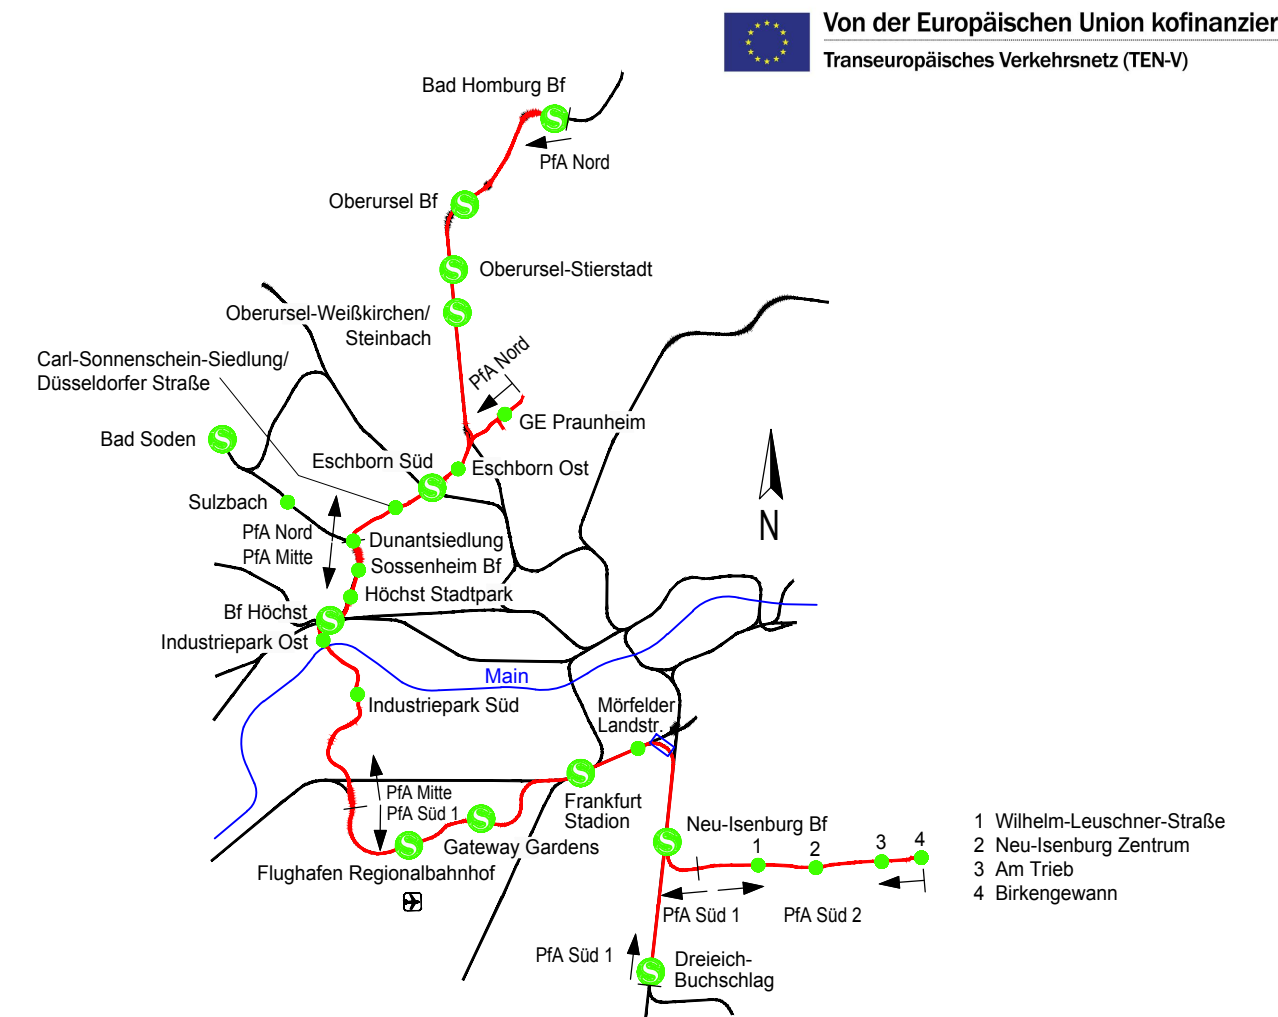 Von der Europäischen Union kofinanzier
Transeuropäisches Verkehrsnetz (TEN-V)
Bad Homburg Bf
PfA Nord
Oberursel Bf
Oberursel-Stierstadt
Oberursel-Weißkirchen/
Steinbach
Carl-Sonnenschein-Siedlung/
Düsseldorfer Straße
PfA Nord
GE Praunheim
Bad Soden
Eschborn Süd
Eschborn Ost
Sulzbach
PfA Nord
PfA Mitte
Dunantsiedlung
Sossenheim Bf
Höchst Stadtpark
Bf Höchst
Industriepark Ost
N
Main
Industriepark Süd
Mörfelder
Landstr.
PfA Mitte
PfA Süd 1
Frankfurt
Stadion
Gateway Gardens
Flughafen Regionalbahnhof
Neu-Isenburg Bf
1
2
3
4
PfA Süd 1
PfA Süd 2
PfA Süd 1
Dreieich-
Buchschlag
1 Wilhelm-Leuschner-Straße
2 Neu-Isenburg Zentrum
3 Am Trieb
4 Birkengewann